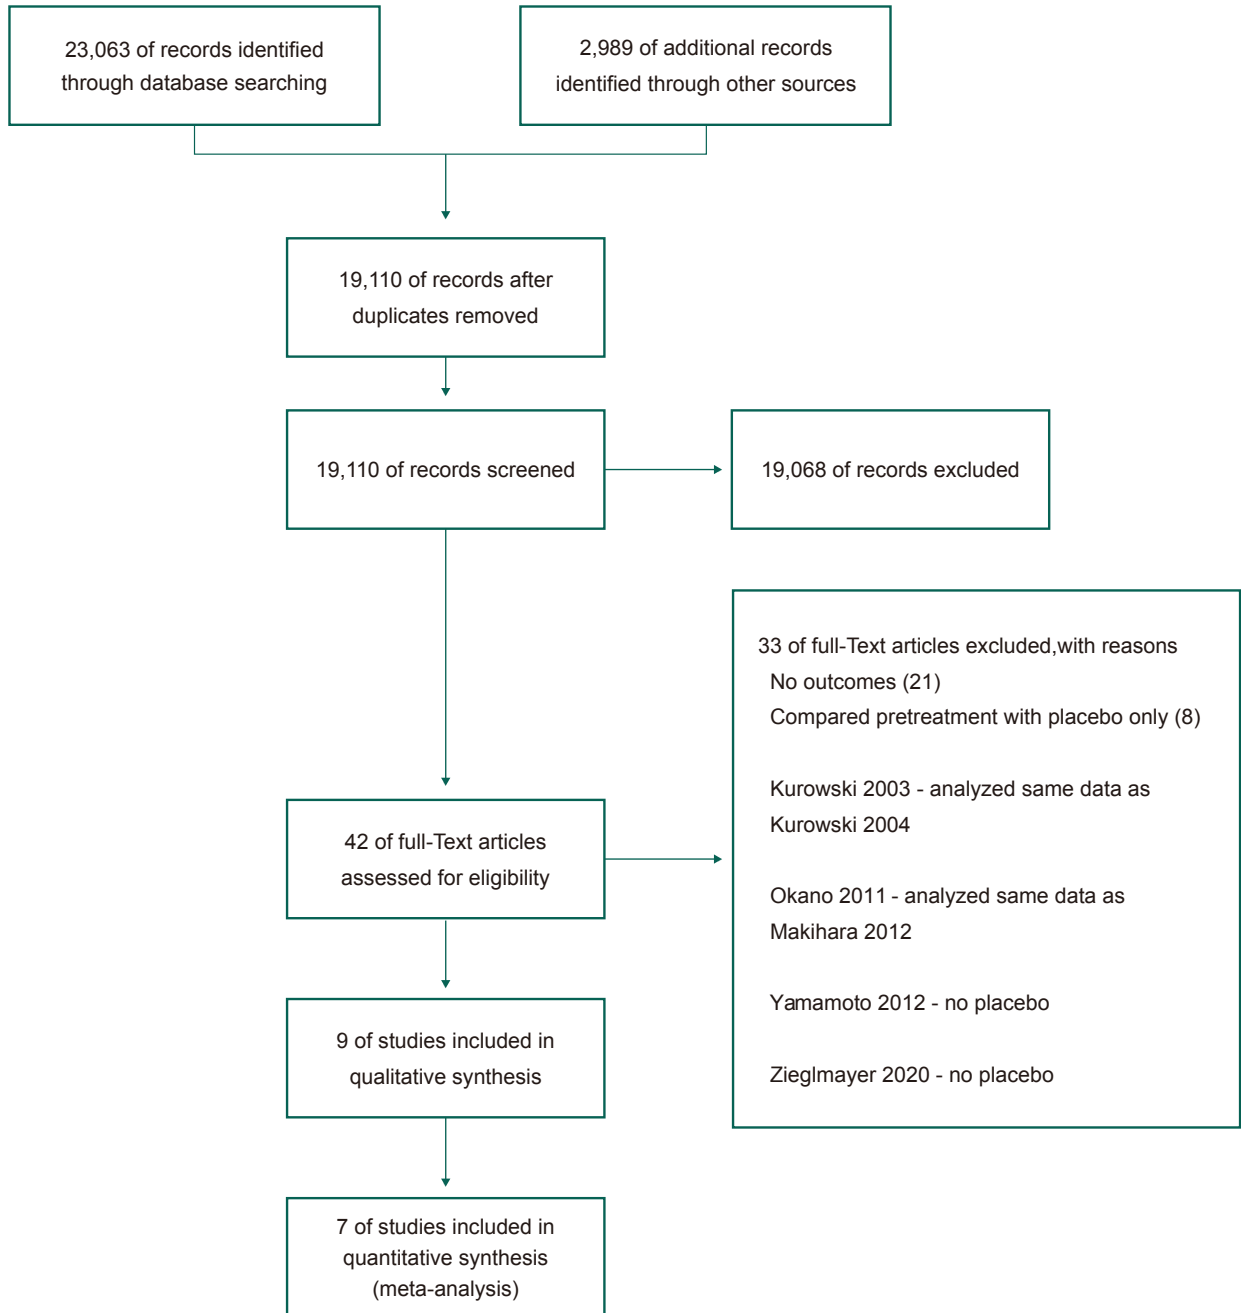 23,063 of records identified
through database searching
2,989 of additional records
identified through other sources
19,110 of records after
duplicates removed
19,110 of records screened
19,068 of records excluded
33 of full-Text articles excluded,with reasons
No outcomes (21)
Compared pretreatment with placebo only (8)
Kurowski 2003 - analyzed same data as
Kurowski 2004
Okano 2011 - analyzed same data as
Makihara 2012
Yamamoto 2012 - no placebo
Zieglmayer 2020 - no placebo
42 of full-Text articles
assessed for eligibility
9 of studies included in
qualitative synthesis
7 of studies included in
quantitative synthesis
(meta-analysis)